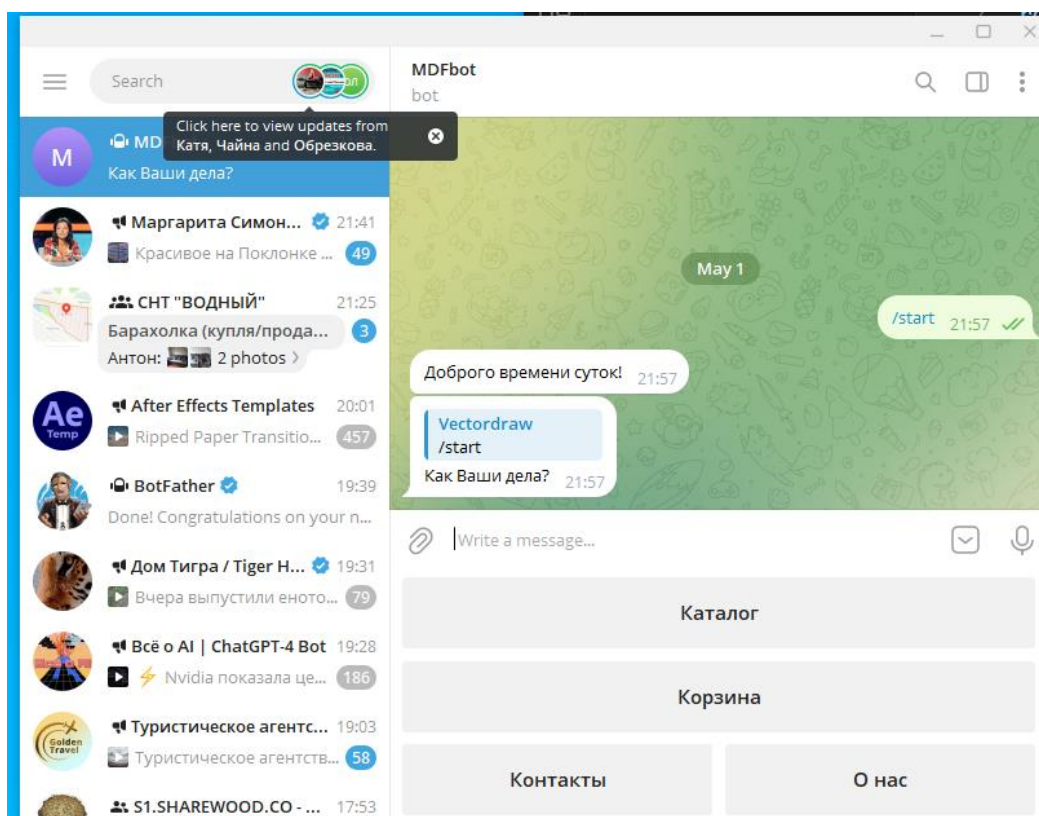 Search
MDFbot
bot
Click here to view updates from
Катя, Чайна and Обрезкова.
M
MD
Как Ваши дела?
Маргарита Симон... 21:41
Красивое на Поклонке ... 49
СНТ "ВОДНЫЙ" 21:25
Барахолка (купля/прода... 3
Антон: 2 photos >
Ae
Temp
After Effects Templates 20:01
Ripped Paper Transitio... 457
BotFather 19:39
Done! Congratulations on your n...
Дом Тигра / Tiger H... 19:31
Вчера выпустили еното... 79
Всё о AI | ChatGPT-4 Bot 19:28
⚡ Nvidia показала це... 186
Golden
Travel
Туристическое агентс... 19:03
Туристическое агентств... 58
S1.SHAREWOOD.CO - ... 17:53
May 1
/start 21:57
Доброго времени суток! 21:57
Vectordraw
/start
Как Ваши дела? 21:57
Write a message...
Каталог
Корзина
Контакты
О нас